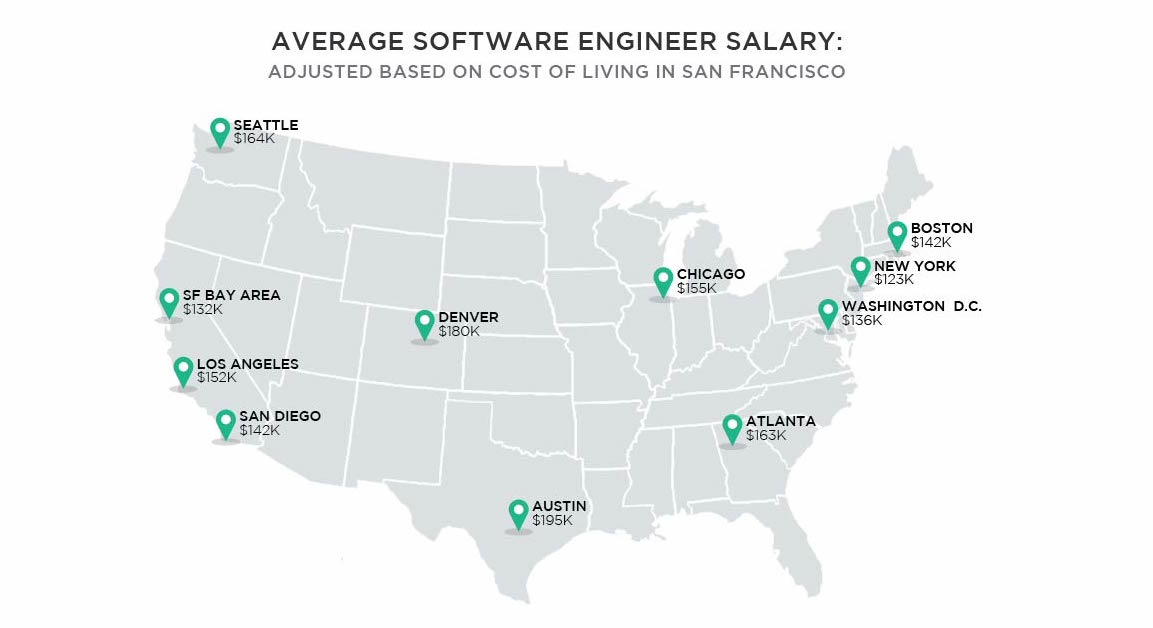 AVERAGE SOFTWARE ENGINEER SALARY:
ADJUSTED BASED ON COST OF LIVING IN SAN FRANCISCO
SEATTLE
$164K
BOSTON
$142K
NEW YORK
$123K
CHICAGO
$155K
SF BAY AREA
$132K
WASHINGTON D.C.
$136K
DENVER
$180K
LOS ANGELES
$152K
SAN DIEGO
$142K
ATLANTA
$163K
AUSTIN
$195K